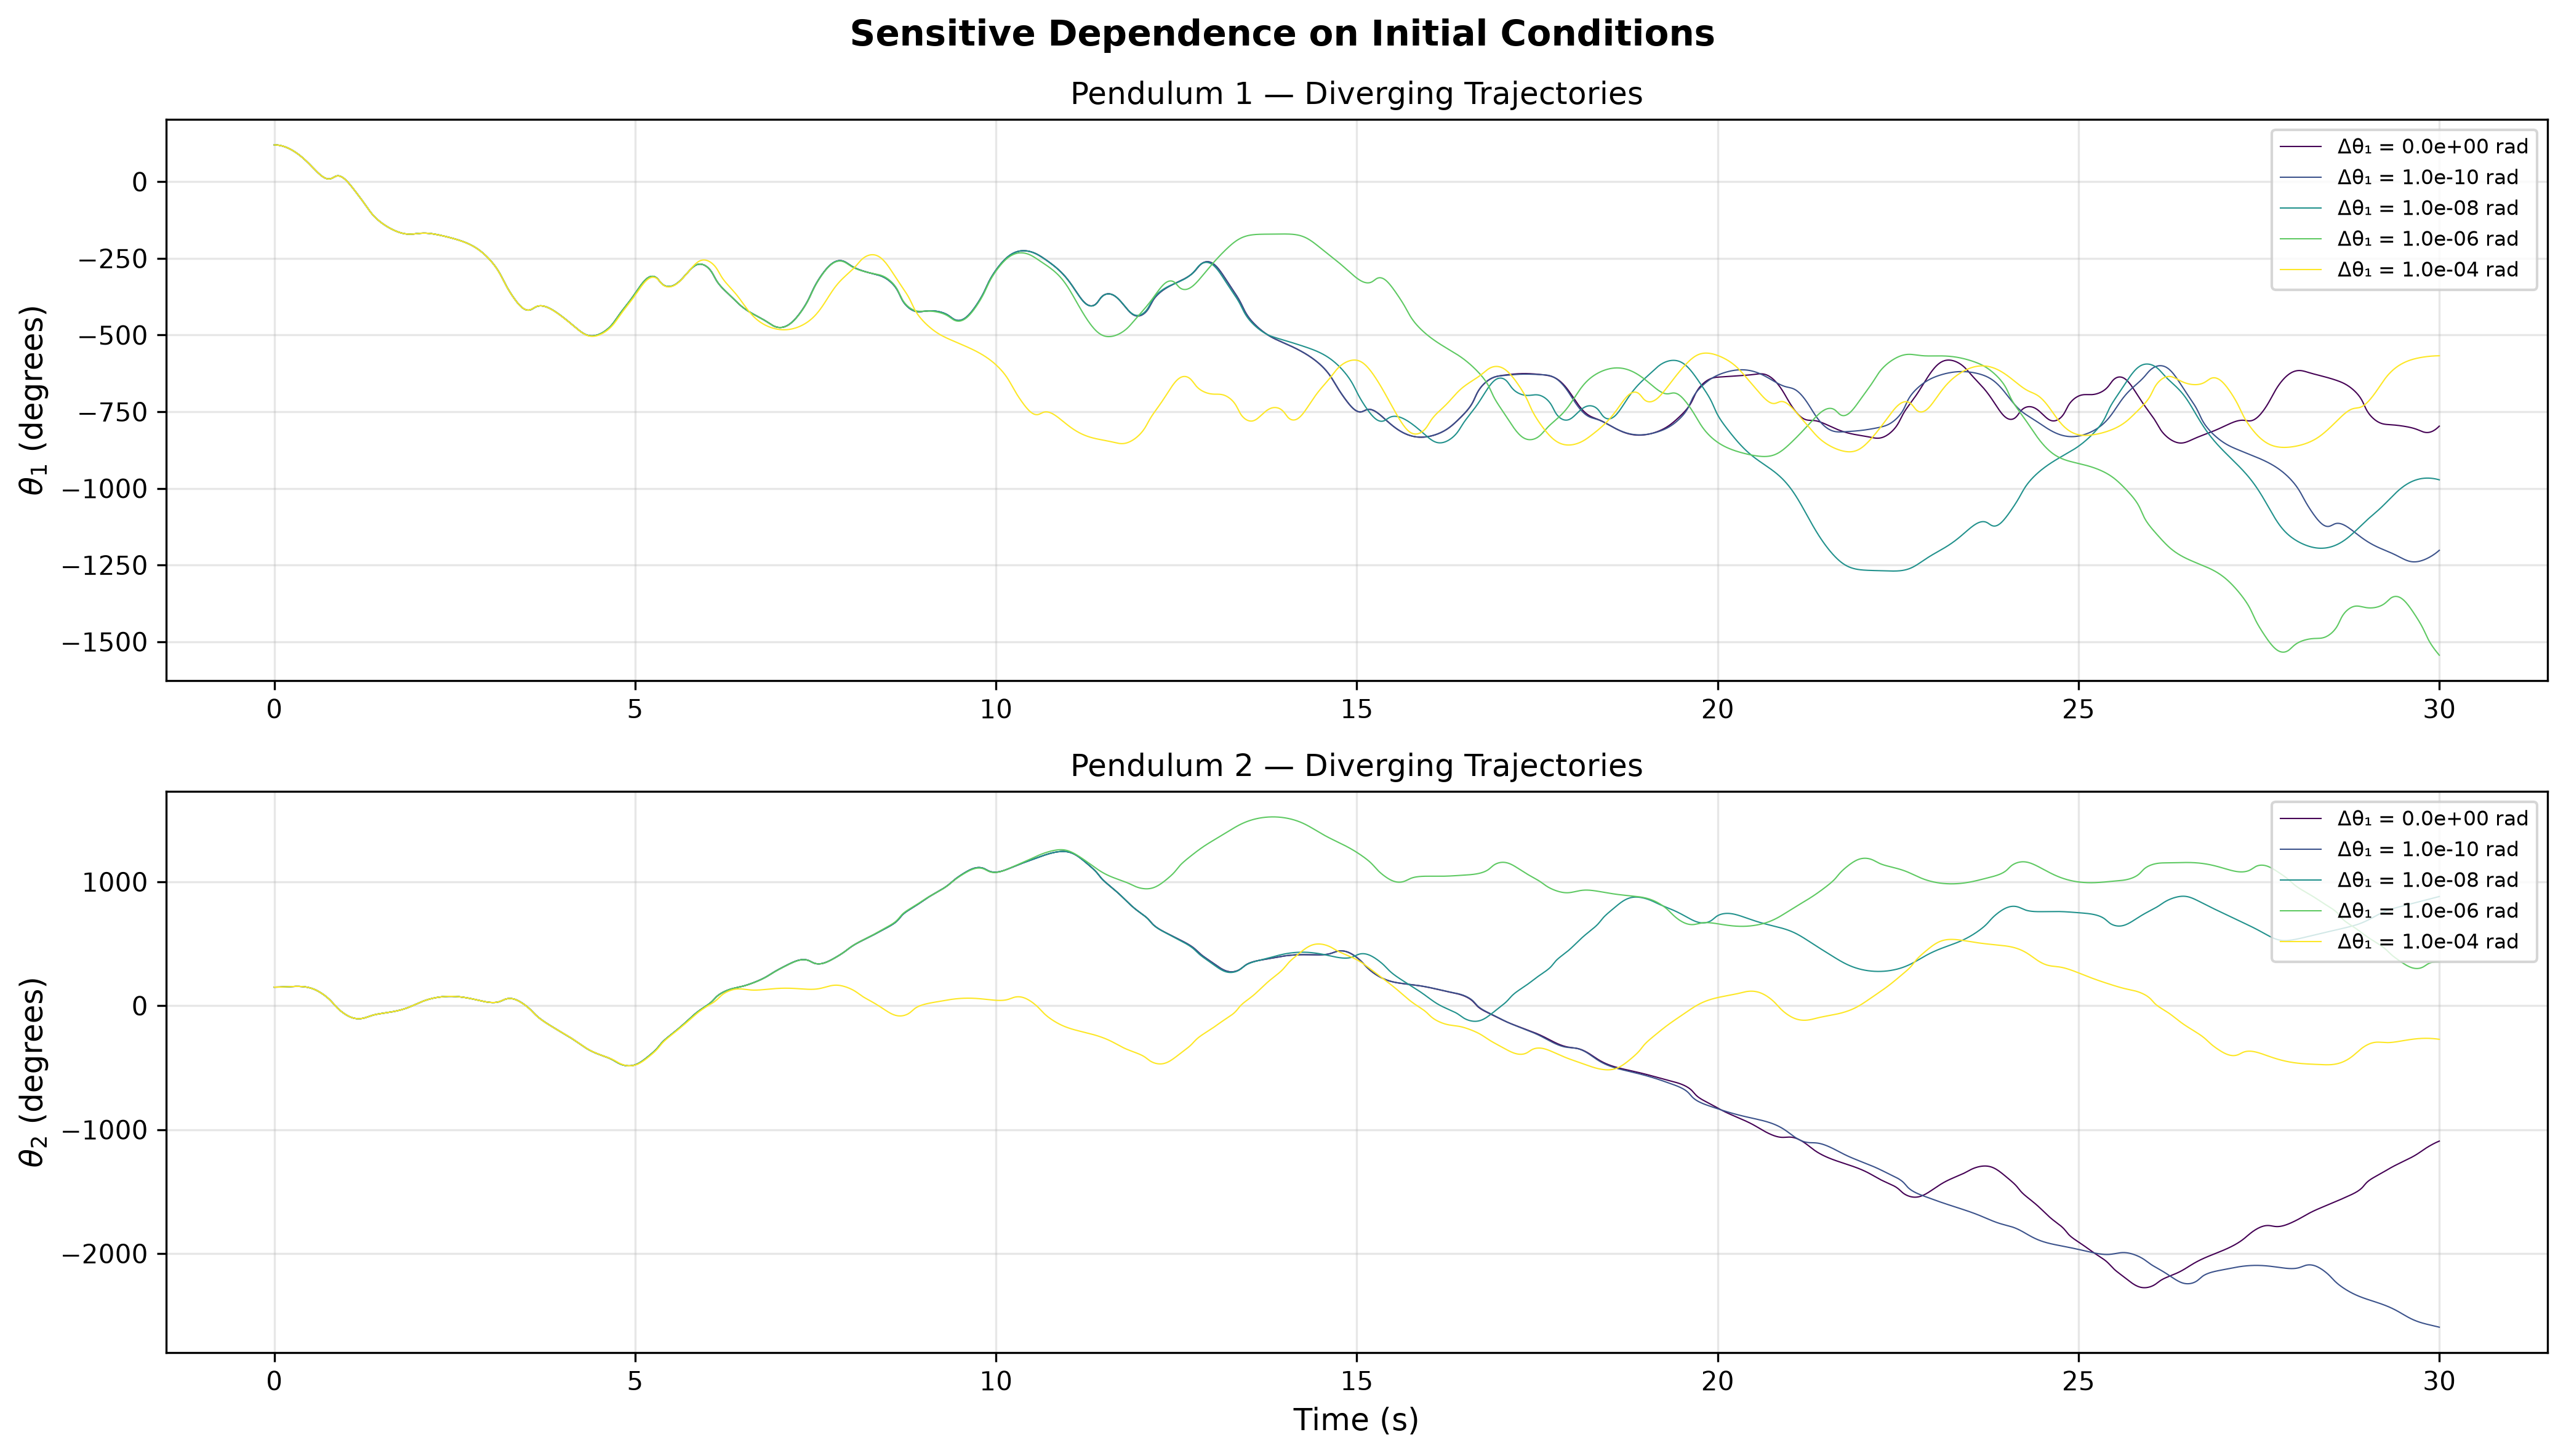 Sensitive Dependence on Initial Conditions
Pendulum 1 — Diverging Trajectories
θ₁ (degrees)
0
−250
−500
−750
−1000
−1250
−1500
Δθ₁ = 0.0e+00 rad
Δθ₁ = 1.0e-10 rad
Δθ₁ = 1.0e-08 rad
Δθ₁ = 1.0e-06 rad
Δθ₁ = 1.0e-04 rad
0 5 10 15 20 25 30
Pendulum 2 — Diverging Trajectories
θ₂ (degrees)
1000
0
−1000
−2000
Δθ₁ = 0.0e+00 rad
Δθ₁ = 1.0e-10 rad
Δθ₁ = 1.0e-08 rad
Δθ₁ = 1.0e-06 rad
Δθ₁ = 1.0e-04 rad
0 5 10 15 20 25 30
Time (s)